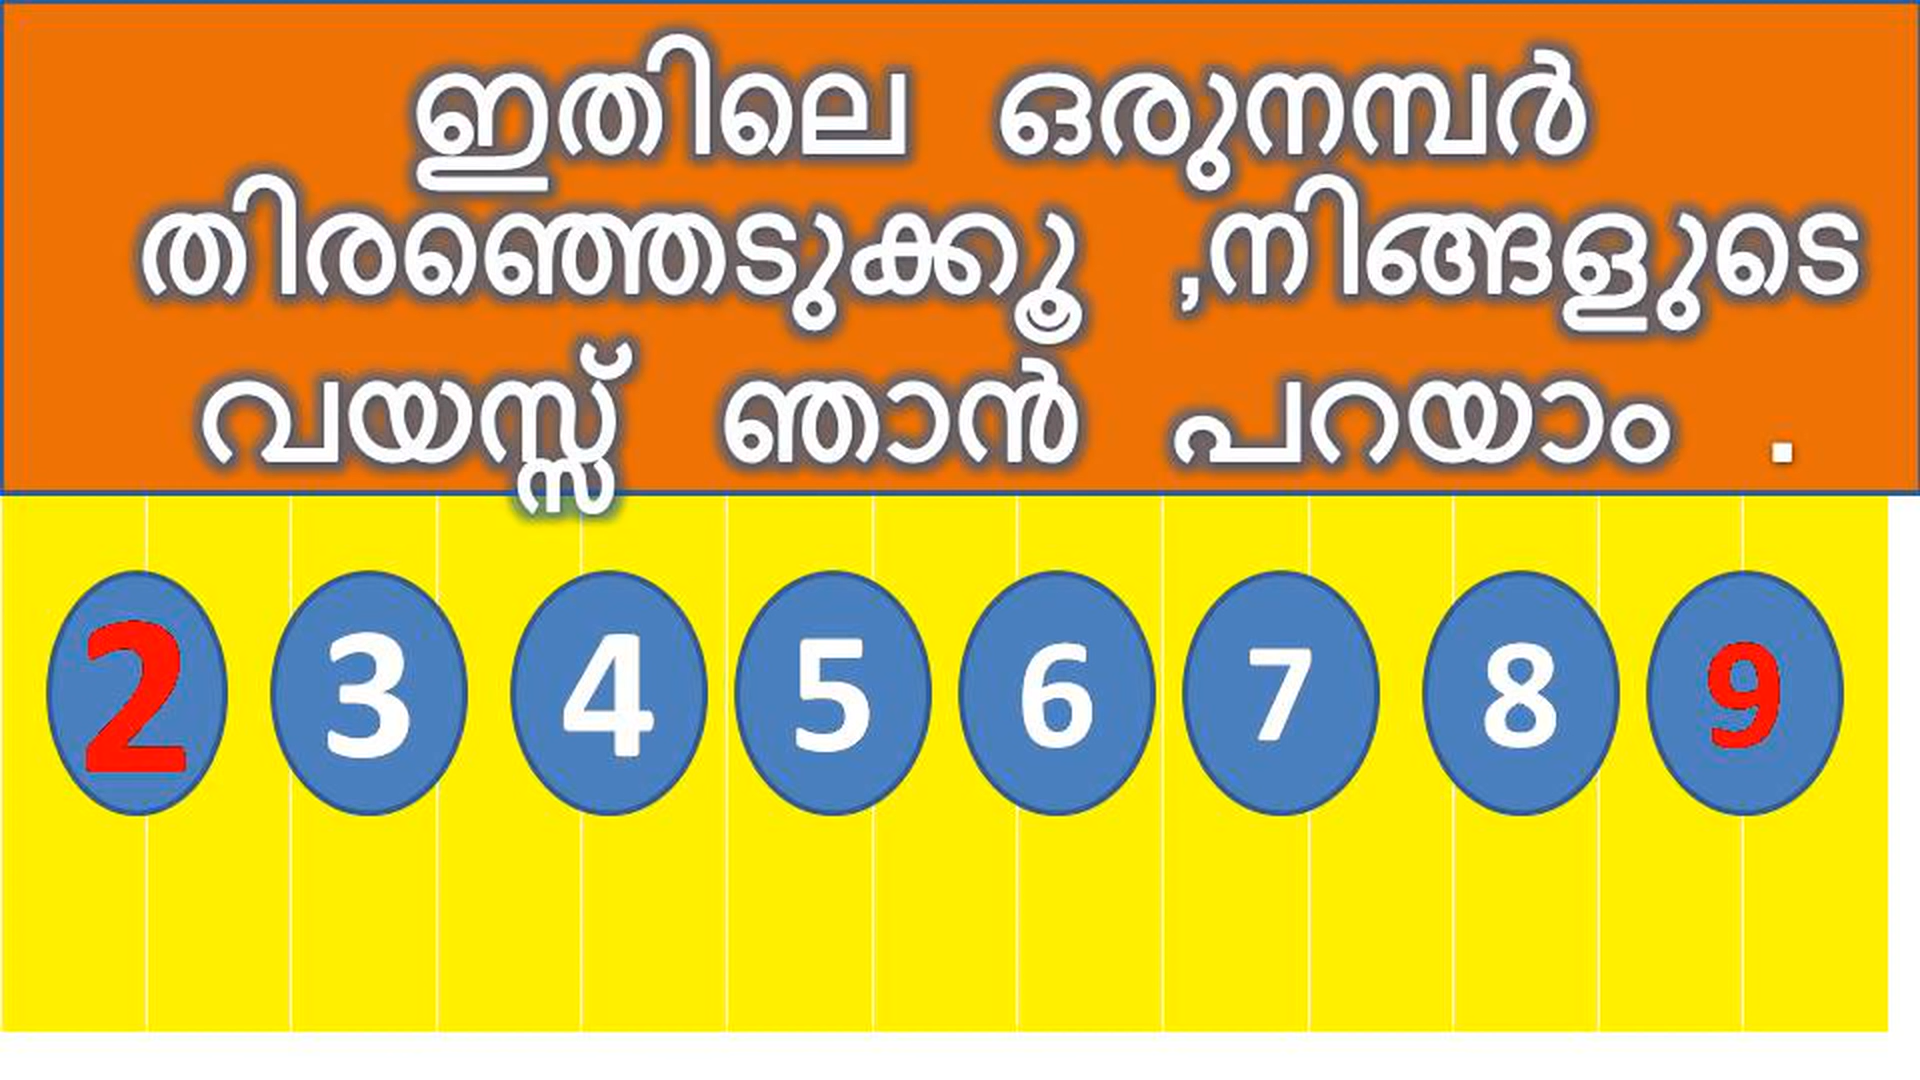 ഇതിലെ ഒരുനമ്പർ
തിരഞ്ഞെടുക്കൂ ,നിങ്ങളുടെ
വയസ്സ് ഞാൻ പറയാം .
2 3 4 5 6 7 8 9